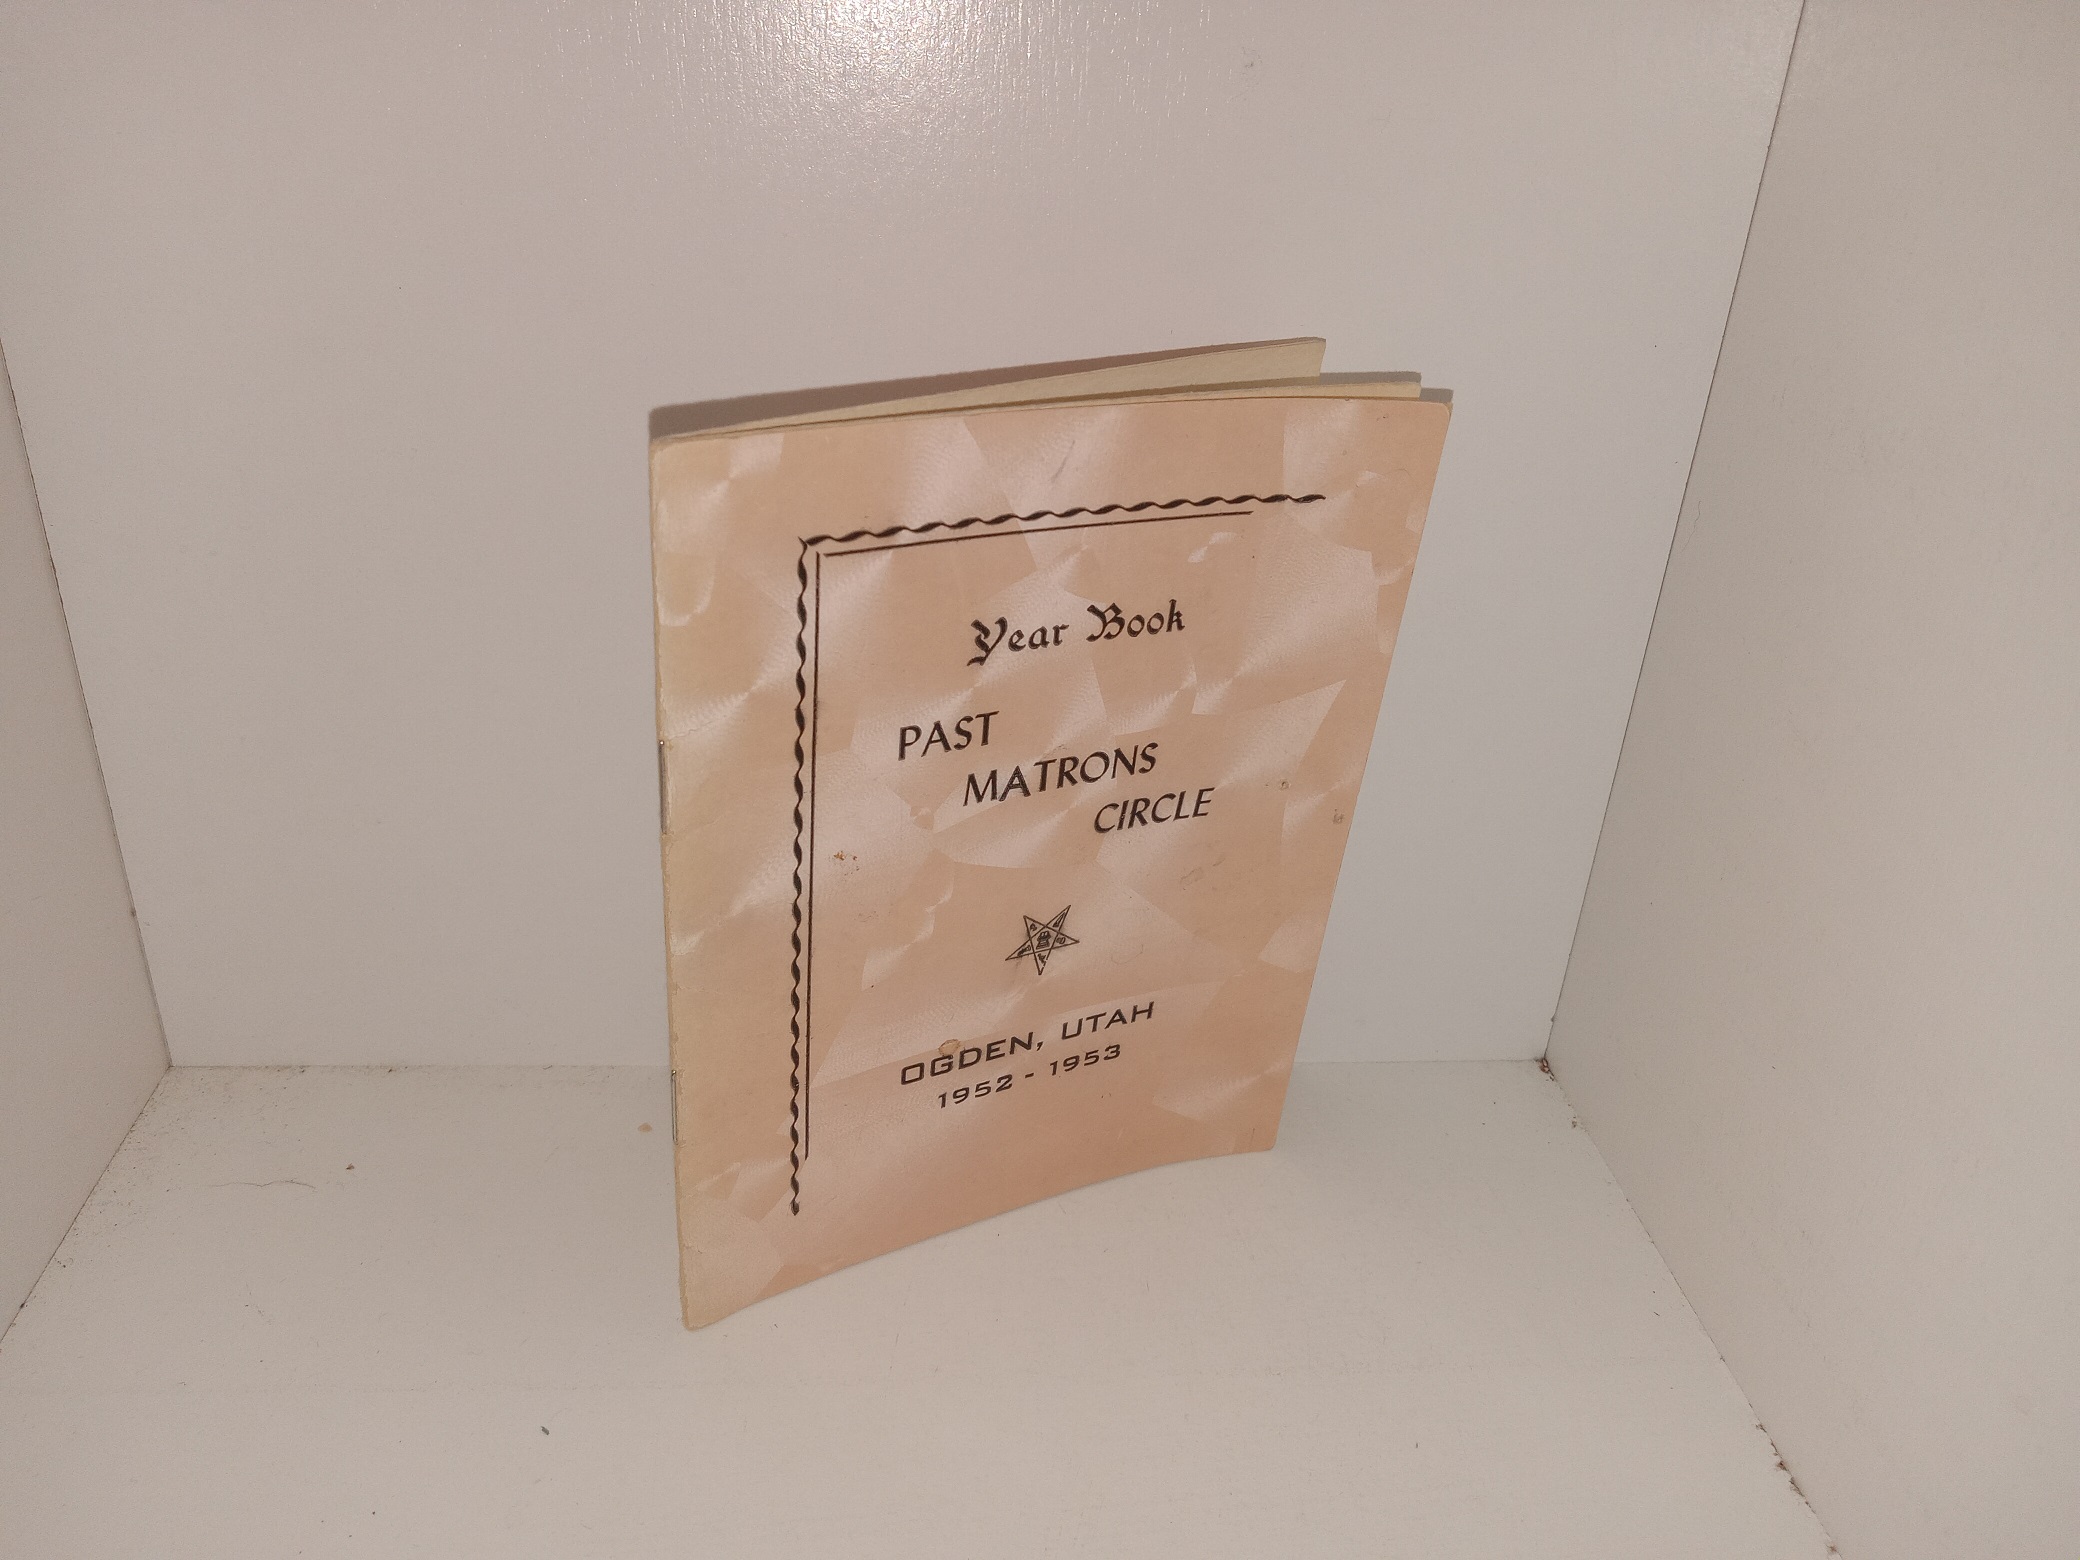 Year Book
PAST
MATRONS
CIRCLE
OGDEN, UTAH
1952 - 1953